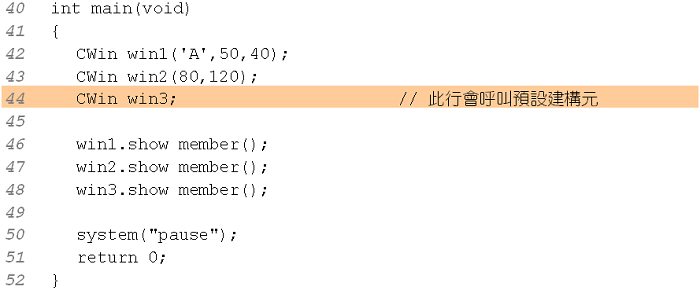 40 int main(void)
41 {
42 CWin win1('A',50,40);
43 CWin win2(80,120);
44 CWin win3; // 此行會呼叫預設建構元
45
46 win1.show member();
47 win2.show member();
48 win3.show member();
49
50 system("pause");
51 return 0;
52 }